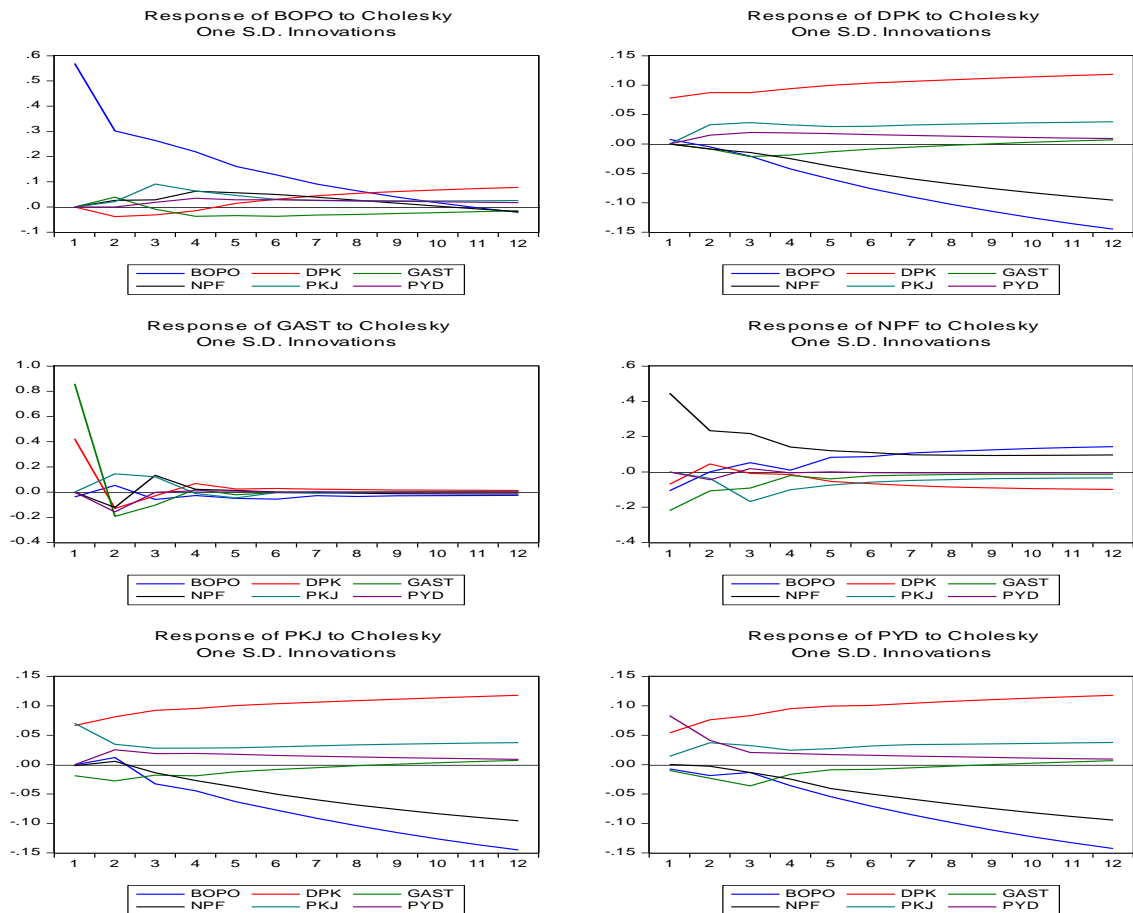 Response of BOPO to Cholesky
One S.D. Innovations
.6
.5
.4
.3
.2
.1
.0
-.1
1 2 3 4 5 6 7 8 9 10 11 12
BOPO DPK GAST
NPF PKJ PYD
Response of DPK to Cholesky
One S.D. Innovations
.15
.10
.05
.00
-.05
-.10
-.15
1 2 3 4 5 6 7 8 9 10 11 12
BOPO DPK GAST
NPF PKJ PYD
Response of GAST to Cholesky
One S.D. Innovations
1.0
0.8
0.6
0.4
0.2
0.0
-0.2
-0.4
1 2 3 4 5 6 7 8 9 10 11 12
BOPO DPK GAST
NPF PKJ PYD
Response of NPF to Cholesky
One S.D. Innovations
.6
.4
.2
.0
-.2
-.4
1 2 3 4 5 6 7 8 9 10 11 12
BOPO DPK GAST
NPF PKJ PYD
Response of PKJ to Cholesky
One S.D. Innovations
.15
.10
.05
.00
-.05
-.10
-.15
1 2 3 4 5 6 7 8 9 10 11 12
BOPO DPK GAST
NPF PKJ PYD
Response of PYD to Cholesky
One S.D. Innovations
.15
.10
.05
.00
-.05
-.10
-.15
1 2 3 4 5 6 7 8 9 10 11 12
BOPO DPK GAST
NPF PKJ PYD